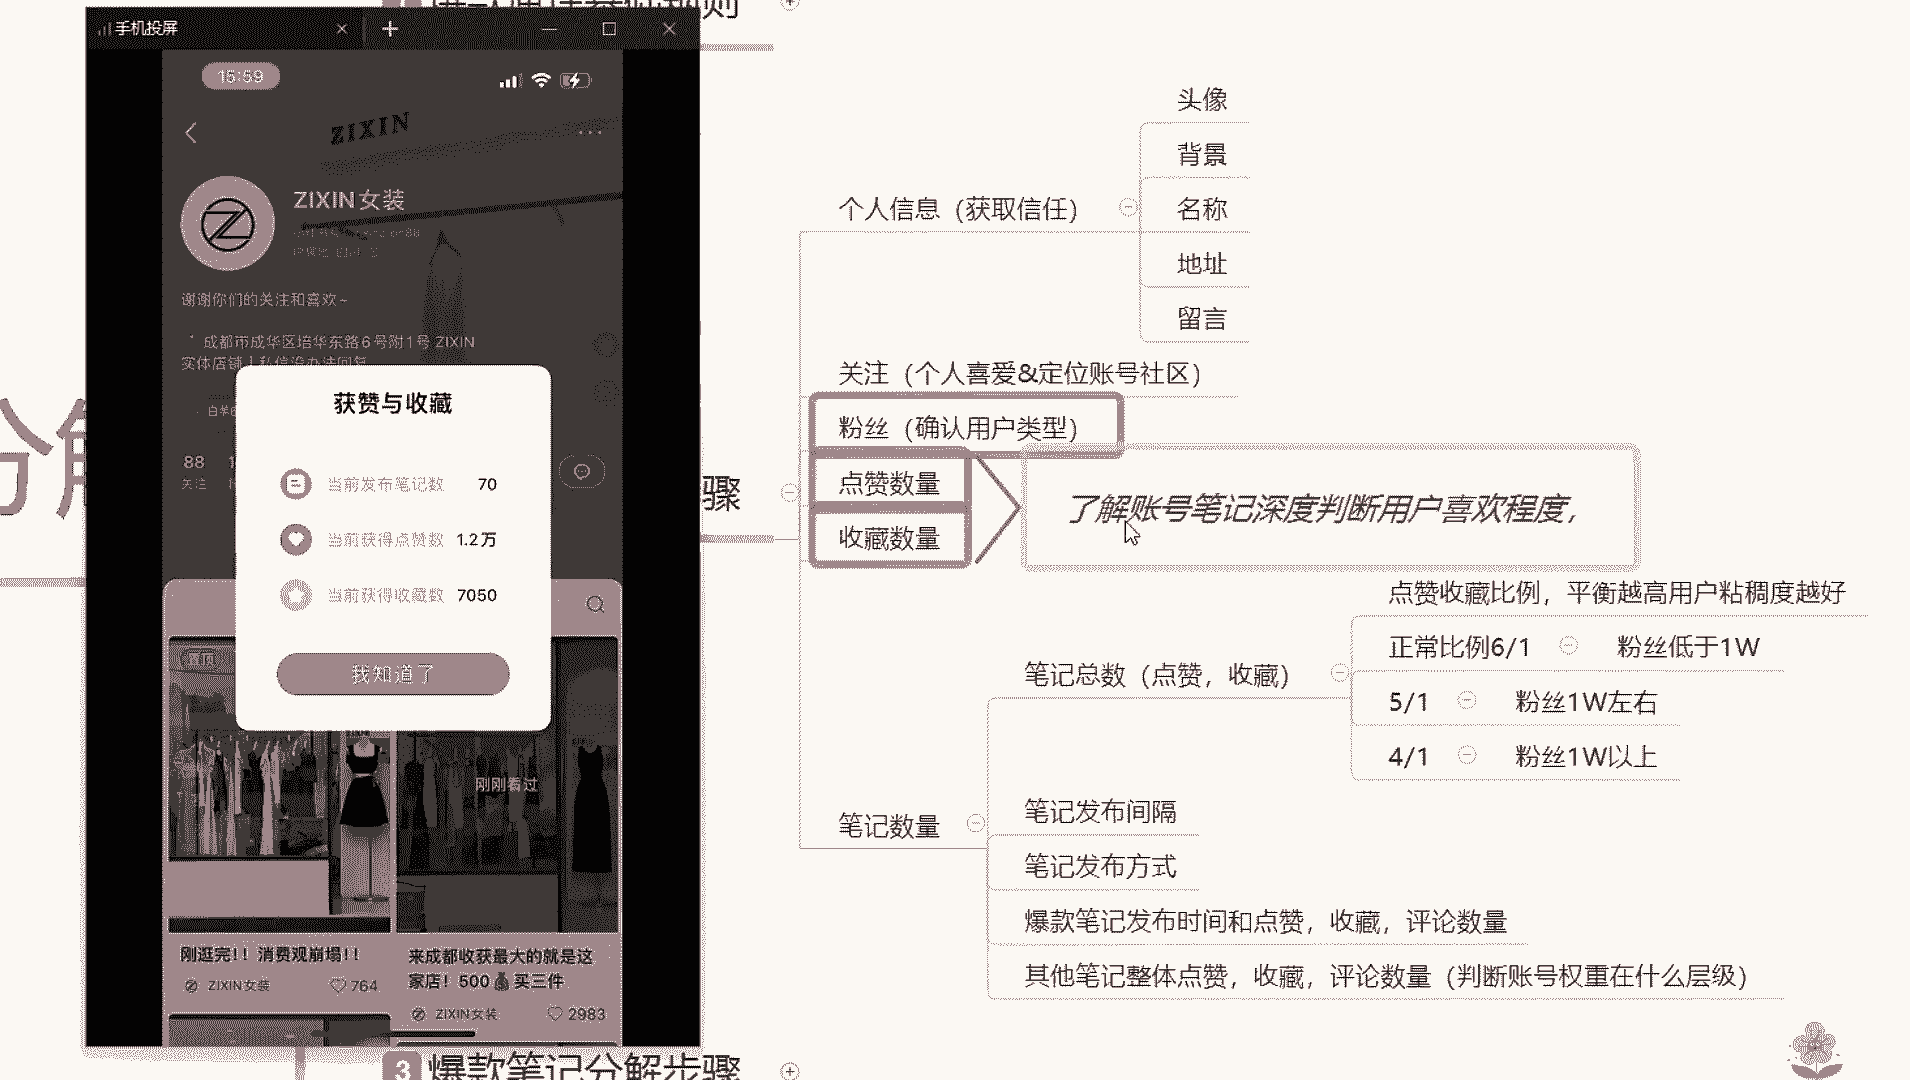 手机投屏
15:59
ZIXIN
ZIXIN女装
谢谢你们的关注和喜欢~
成都市成华区培华东路6号附1号 ZIXIN
实体店铺丨私信没办法回复
88
关注
获赞与收藏
当前发布笔记数 70
当前获得点赞数 1.2万
当前获得收藏数 7050
我知道了
置顶
刚刚看过
刚逛完!! 消费观崩塌!!
ZIXIN女装 764
来成都收获最大的就是这
家店! 500💰买三件
ZIXIN女装 2983
分解
骤
个人信息（获取信任）
头像
背景
名称
地址
留言
关注（个人喜爱&定位账号社区）
粉丝（确认用户类型）
点赞数量
收藏数量
了解账号笔记深度判断用户喜欢程度，
笔记数量
笔记总数（点赞，收藏）
点赞收藏比例，平衡越高用户粘稠度越好
正常比例6/1 粉丝低于1W
5/1 粉丝1W左右
4/1 粉丝1W以上
笔记发布间隔
笔记发布方式
爆款笔记发布时间和点赞，收藏，评论数量
其他笔记整体点赞，收藏，评论数量（判断账号权重在什么层级）
3 爆款笔记分解步骤